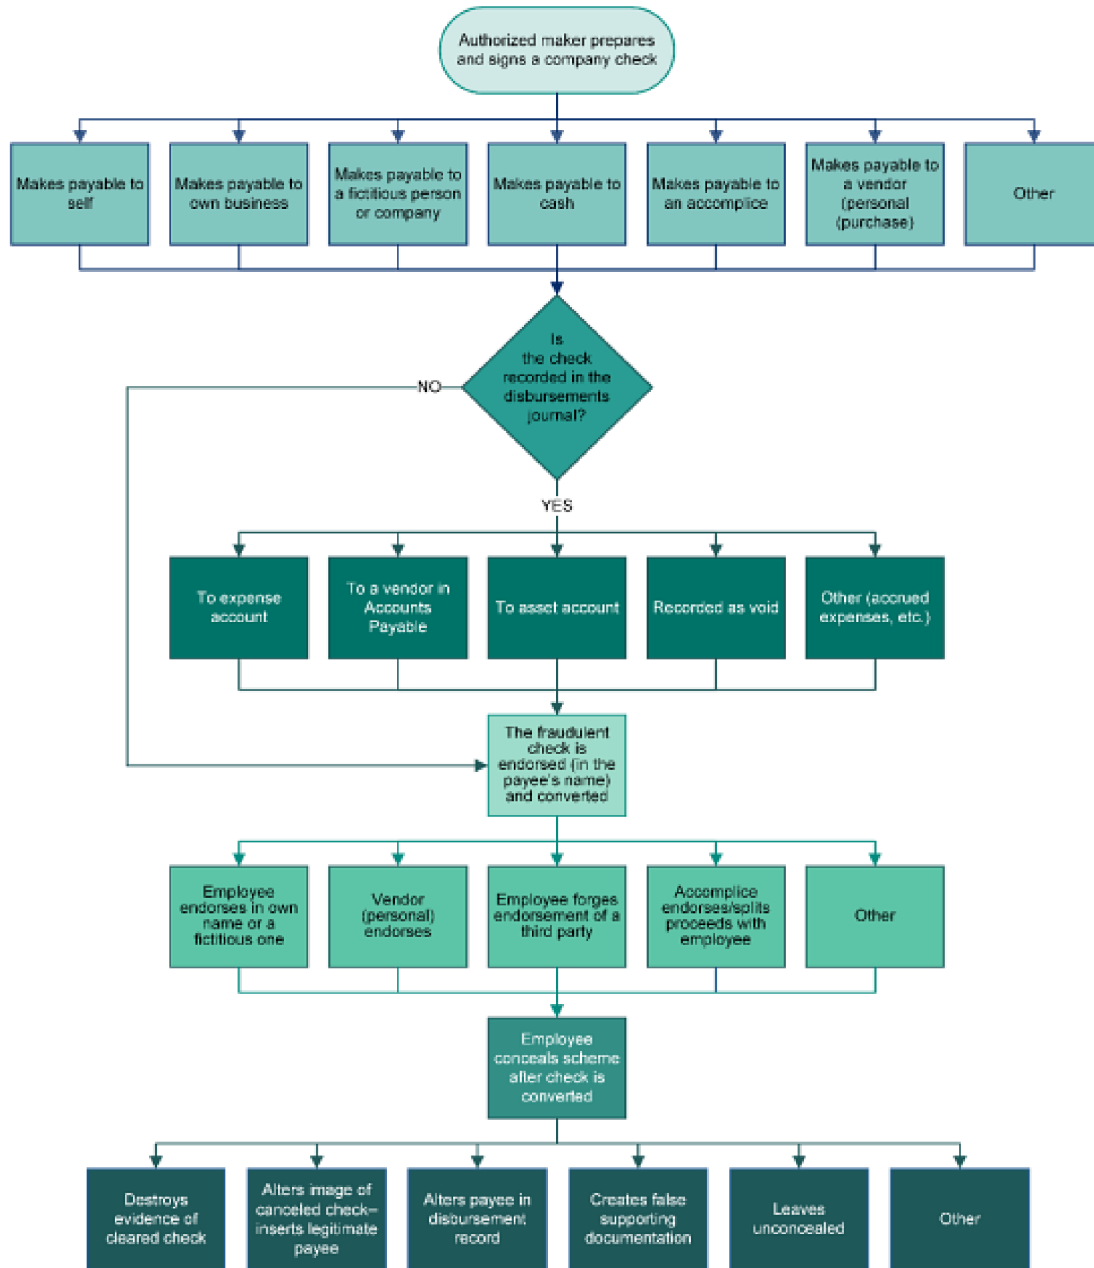 Authorized maker prepares
and signs a company check
Makes payable to
self
Makes payable to
own business
Makes payable to
a fictitious person
or company
Makes payable to
cash
Makes payable to
an accomplice
Makes payable to
a vendor
(personal
(purchase)
Other
Is
the check
recorded in the
disbursements
journal?
NO
YES
To expense
account
To a vendor in
Accounts
Payable
To asset account
Recorded as void
Other (accrued
expenses, etc.)
The fraudulent
check is
endorsed (in the
payee's name)
and converted
Employee
endorses in own
name or a
fictitious one
Vendor
(personal)
endorses
Employee forges
endorsement of a
third party
Accomplice
endorses/splits
proceeds with
employee
Other
Employee
conceals scheme
after check is
converted
Destroys
evidence of
cleared check
Alters image of
canceled check–
inserts legitimate
payee
Alters payee in
disbursement
record
Creates false
supporting
documentation
Leaves
unconcealed
Other